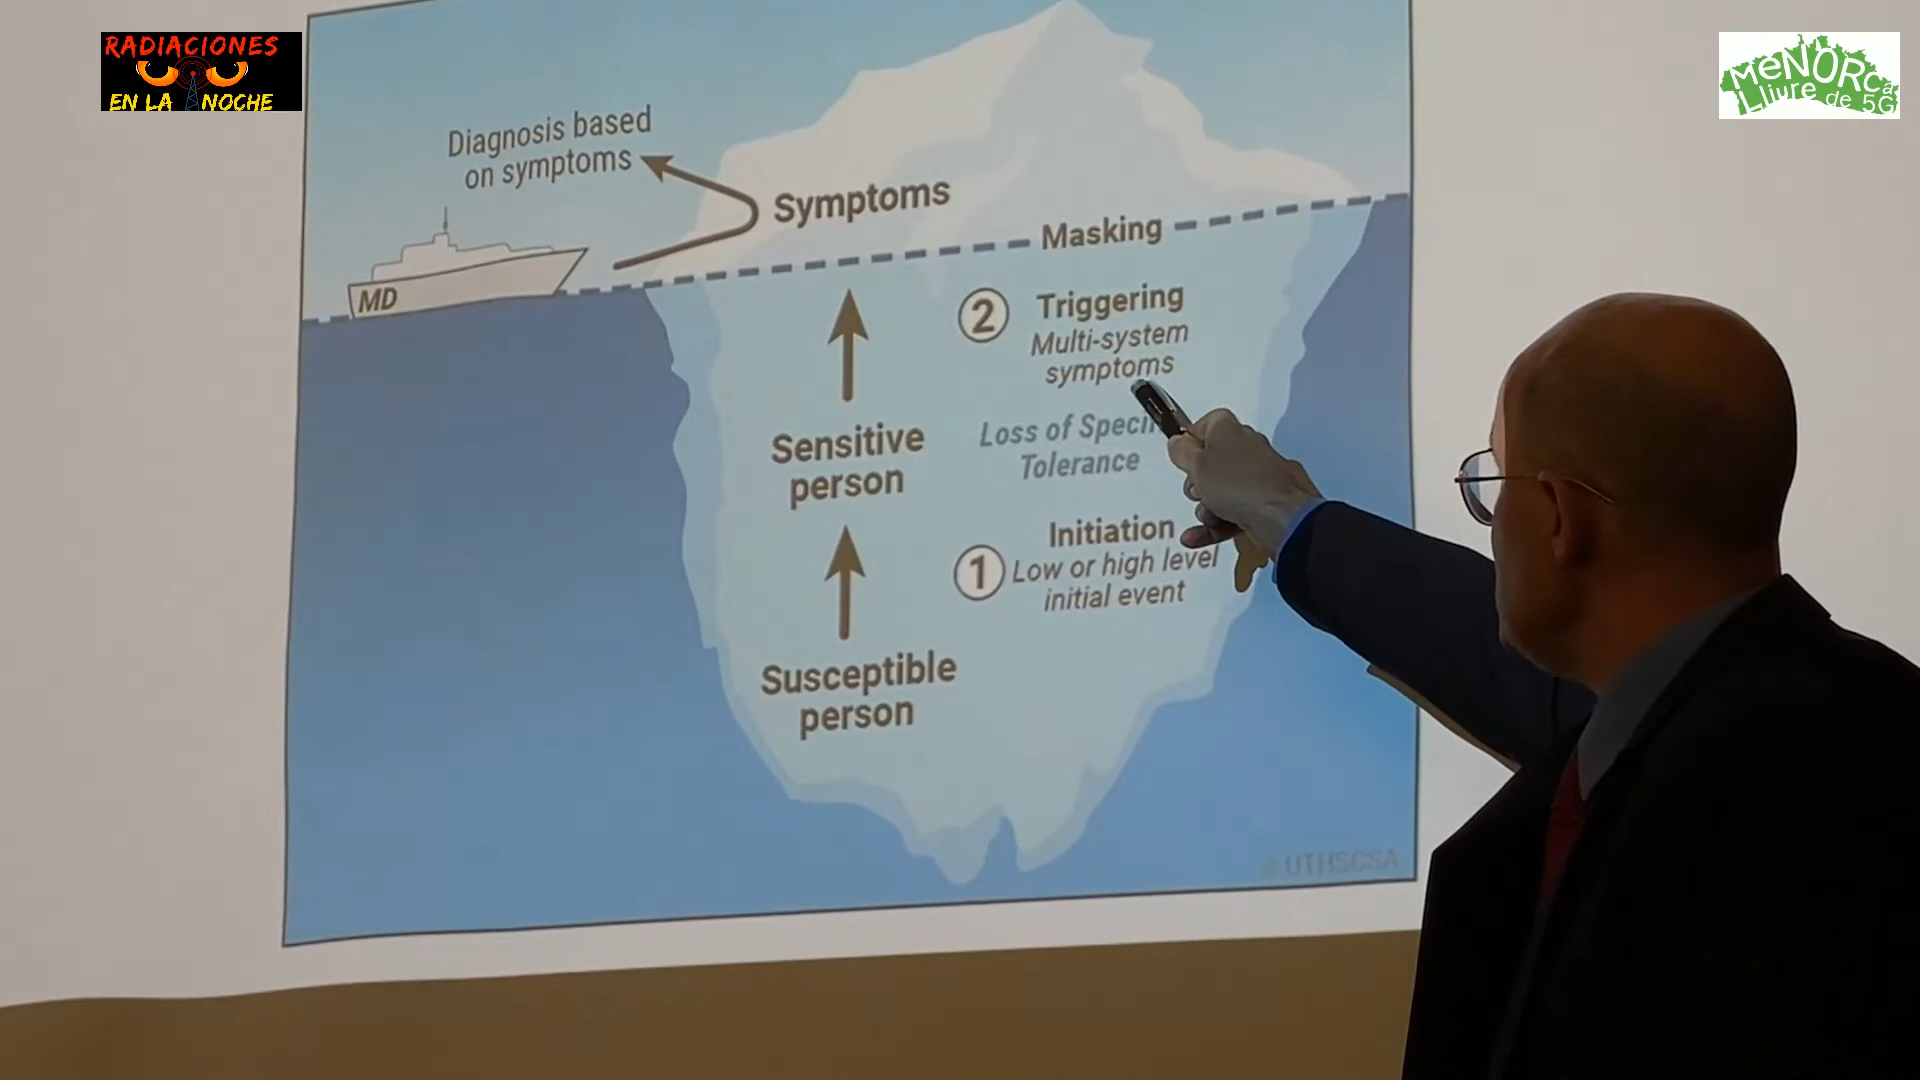 RADIACIONES
EN LA NOCHE
MeNORCa
Lliure de 5G
Diagnosis based
on symptoms
Symptoms
Masking
MD
2 Triggering
Multi-system
symptoms
Sensitive
person
Loss of
Tolerance
Initiation
1 Low or high level
initial event
Susceptible
person
© UTHSCSA